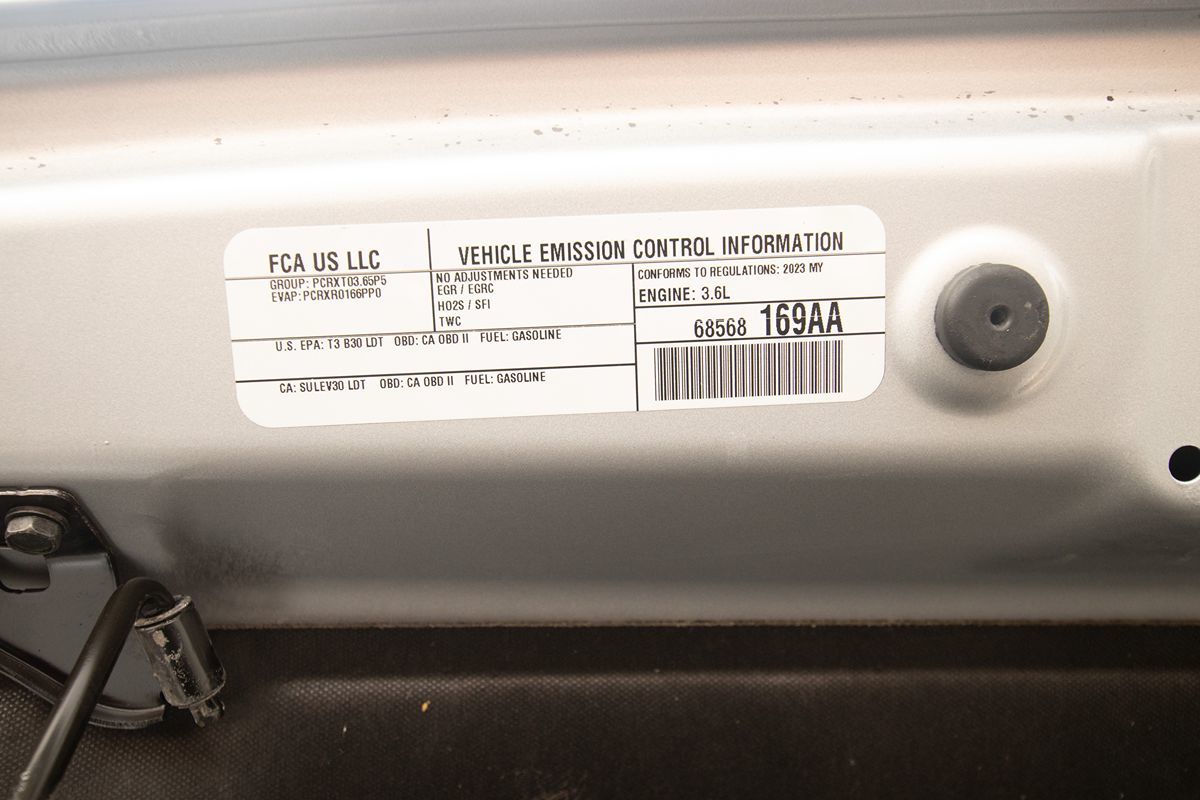 FCA US LLC
GROUP: PCRXT03.65P5
EVAP:PCRXR0166PP0
VEHICLE EMISSION CONTROL INFORMATION
NO ADJUSTMENTS NEEDED
EGR / EGRC
HO2S / SFI
TWC
CONFORMS TO REGULATIONS: 2023 MY
ENGINE: 3.6L
68568 169AA
U.S. EPA: T3 B30 LDT OBD: CA OBD II FUEL: GASOLINE
CA: SULEV30 LDT OBD: CA OBD II FUEL: GASOLINE